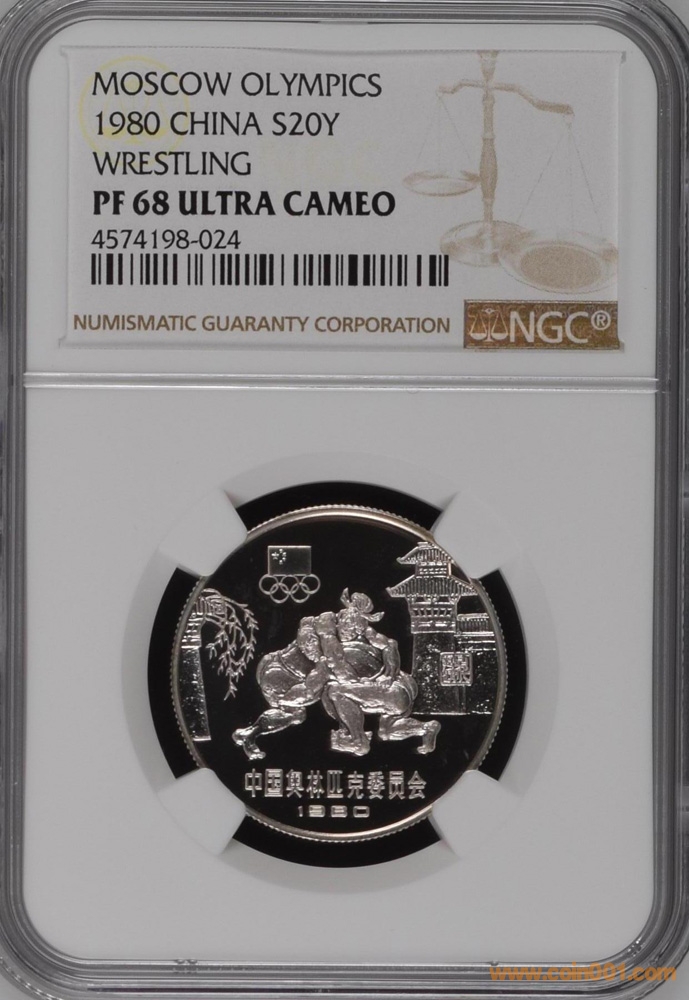 MOSCOW OLYMPICS
1980 CHINA S20Y
WRESTLING
PF 68 ULTRA CAMEO
4574198-024
NUMISMATIC GUARANTY CORPORATION
NGC®
中国奥林匹克委员会
1980
www.coin001.com